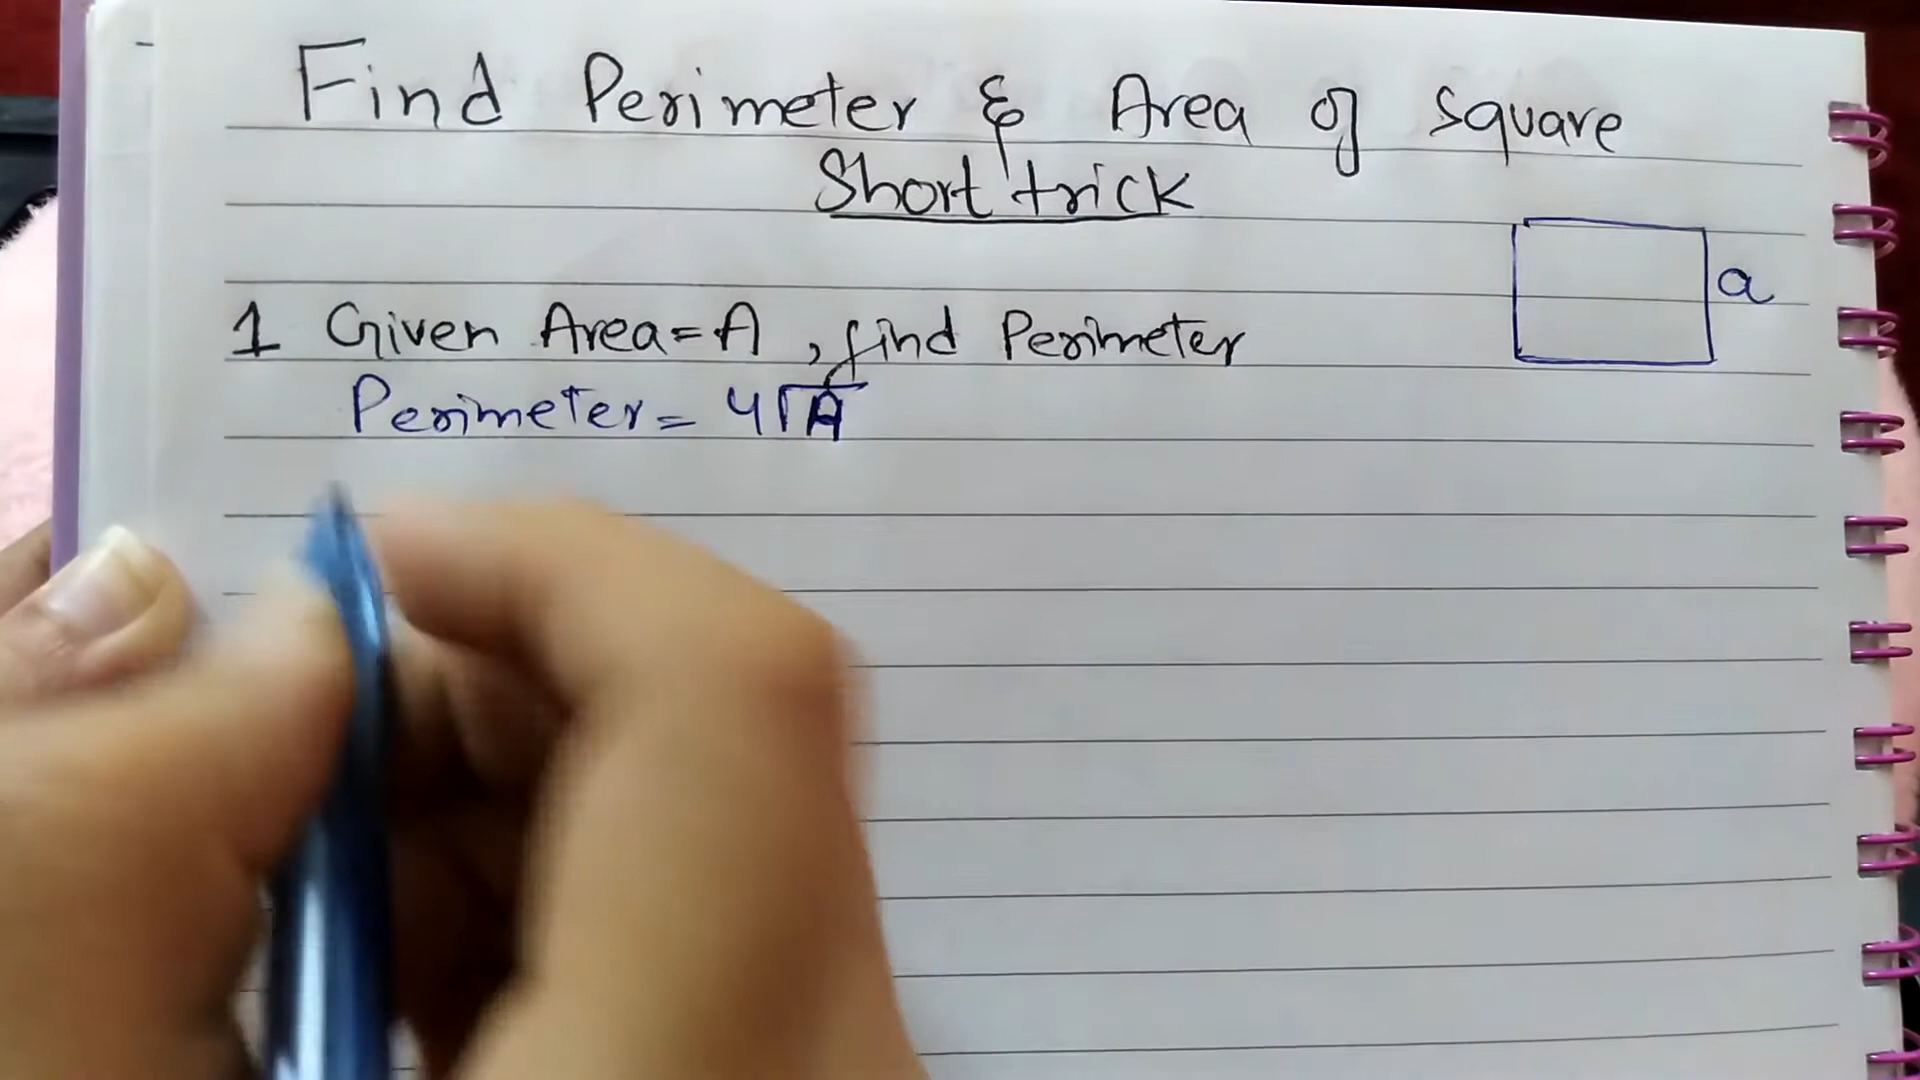 Find Perimeter & Area of square
Short trick
a
1 Given Area=A, find Perimeter
Perimeter = 4√A